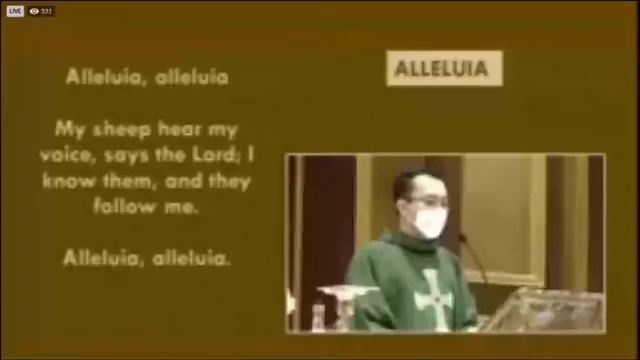 LIVE 331
Alleluia, alleluia
My sheep hear my
voice, says the Lord; I
know them, and they
follow me.
Alleluia, alleluia.
ALLELUIA